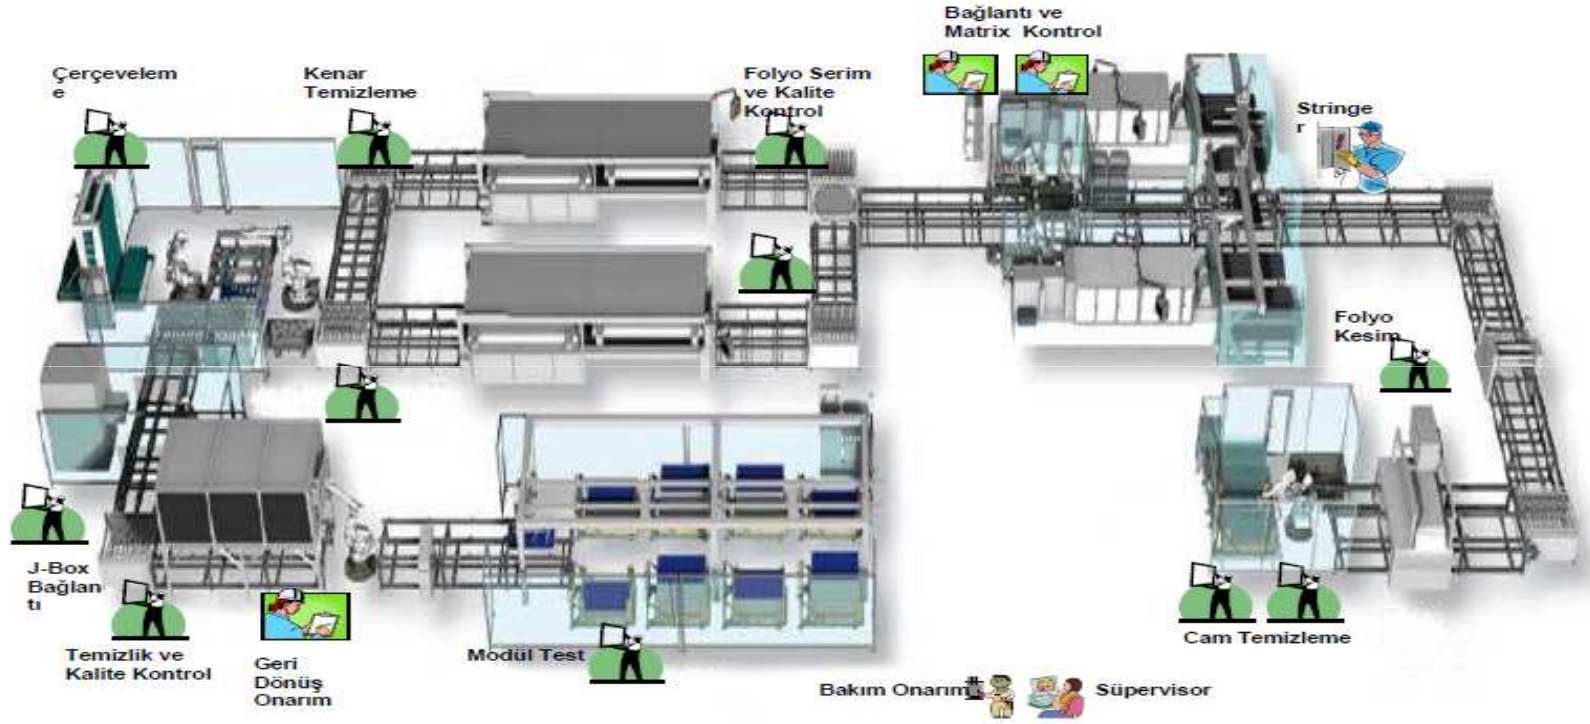 Bağlantı ve
Matrix Kontrol
Çerçevelem
e
Kenar
Temizleme
Folyo Serim
ve Kalite
Kontrol
Stringe
r
Folyo
Kesim
J-Box
Bağlan
tı
Temizlik ve
Kalite Kontrol
Geri
Dönüş
Onarım
Modül Test
Cam Temizleme
Bakım Onarım
Süpervisor